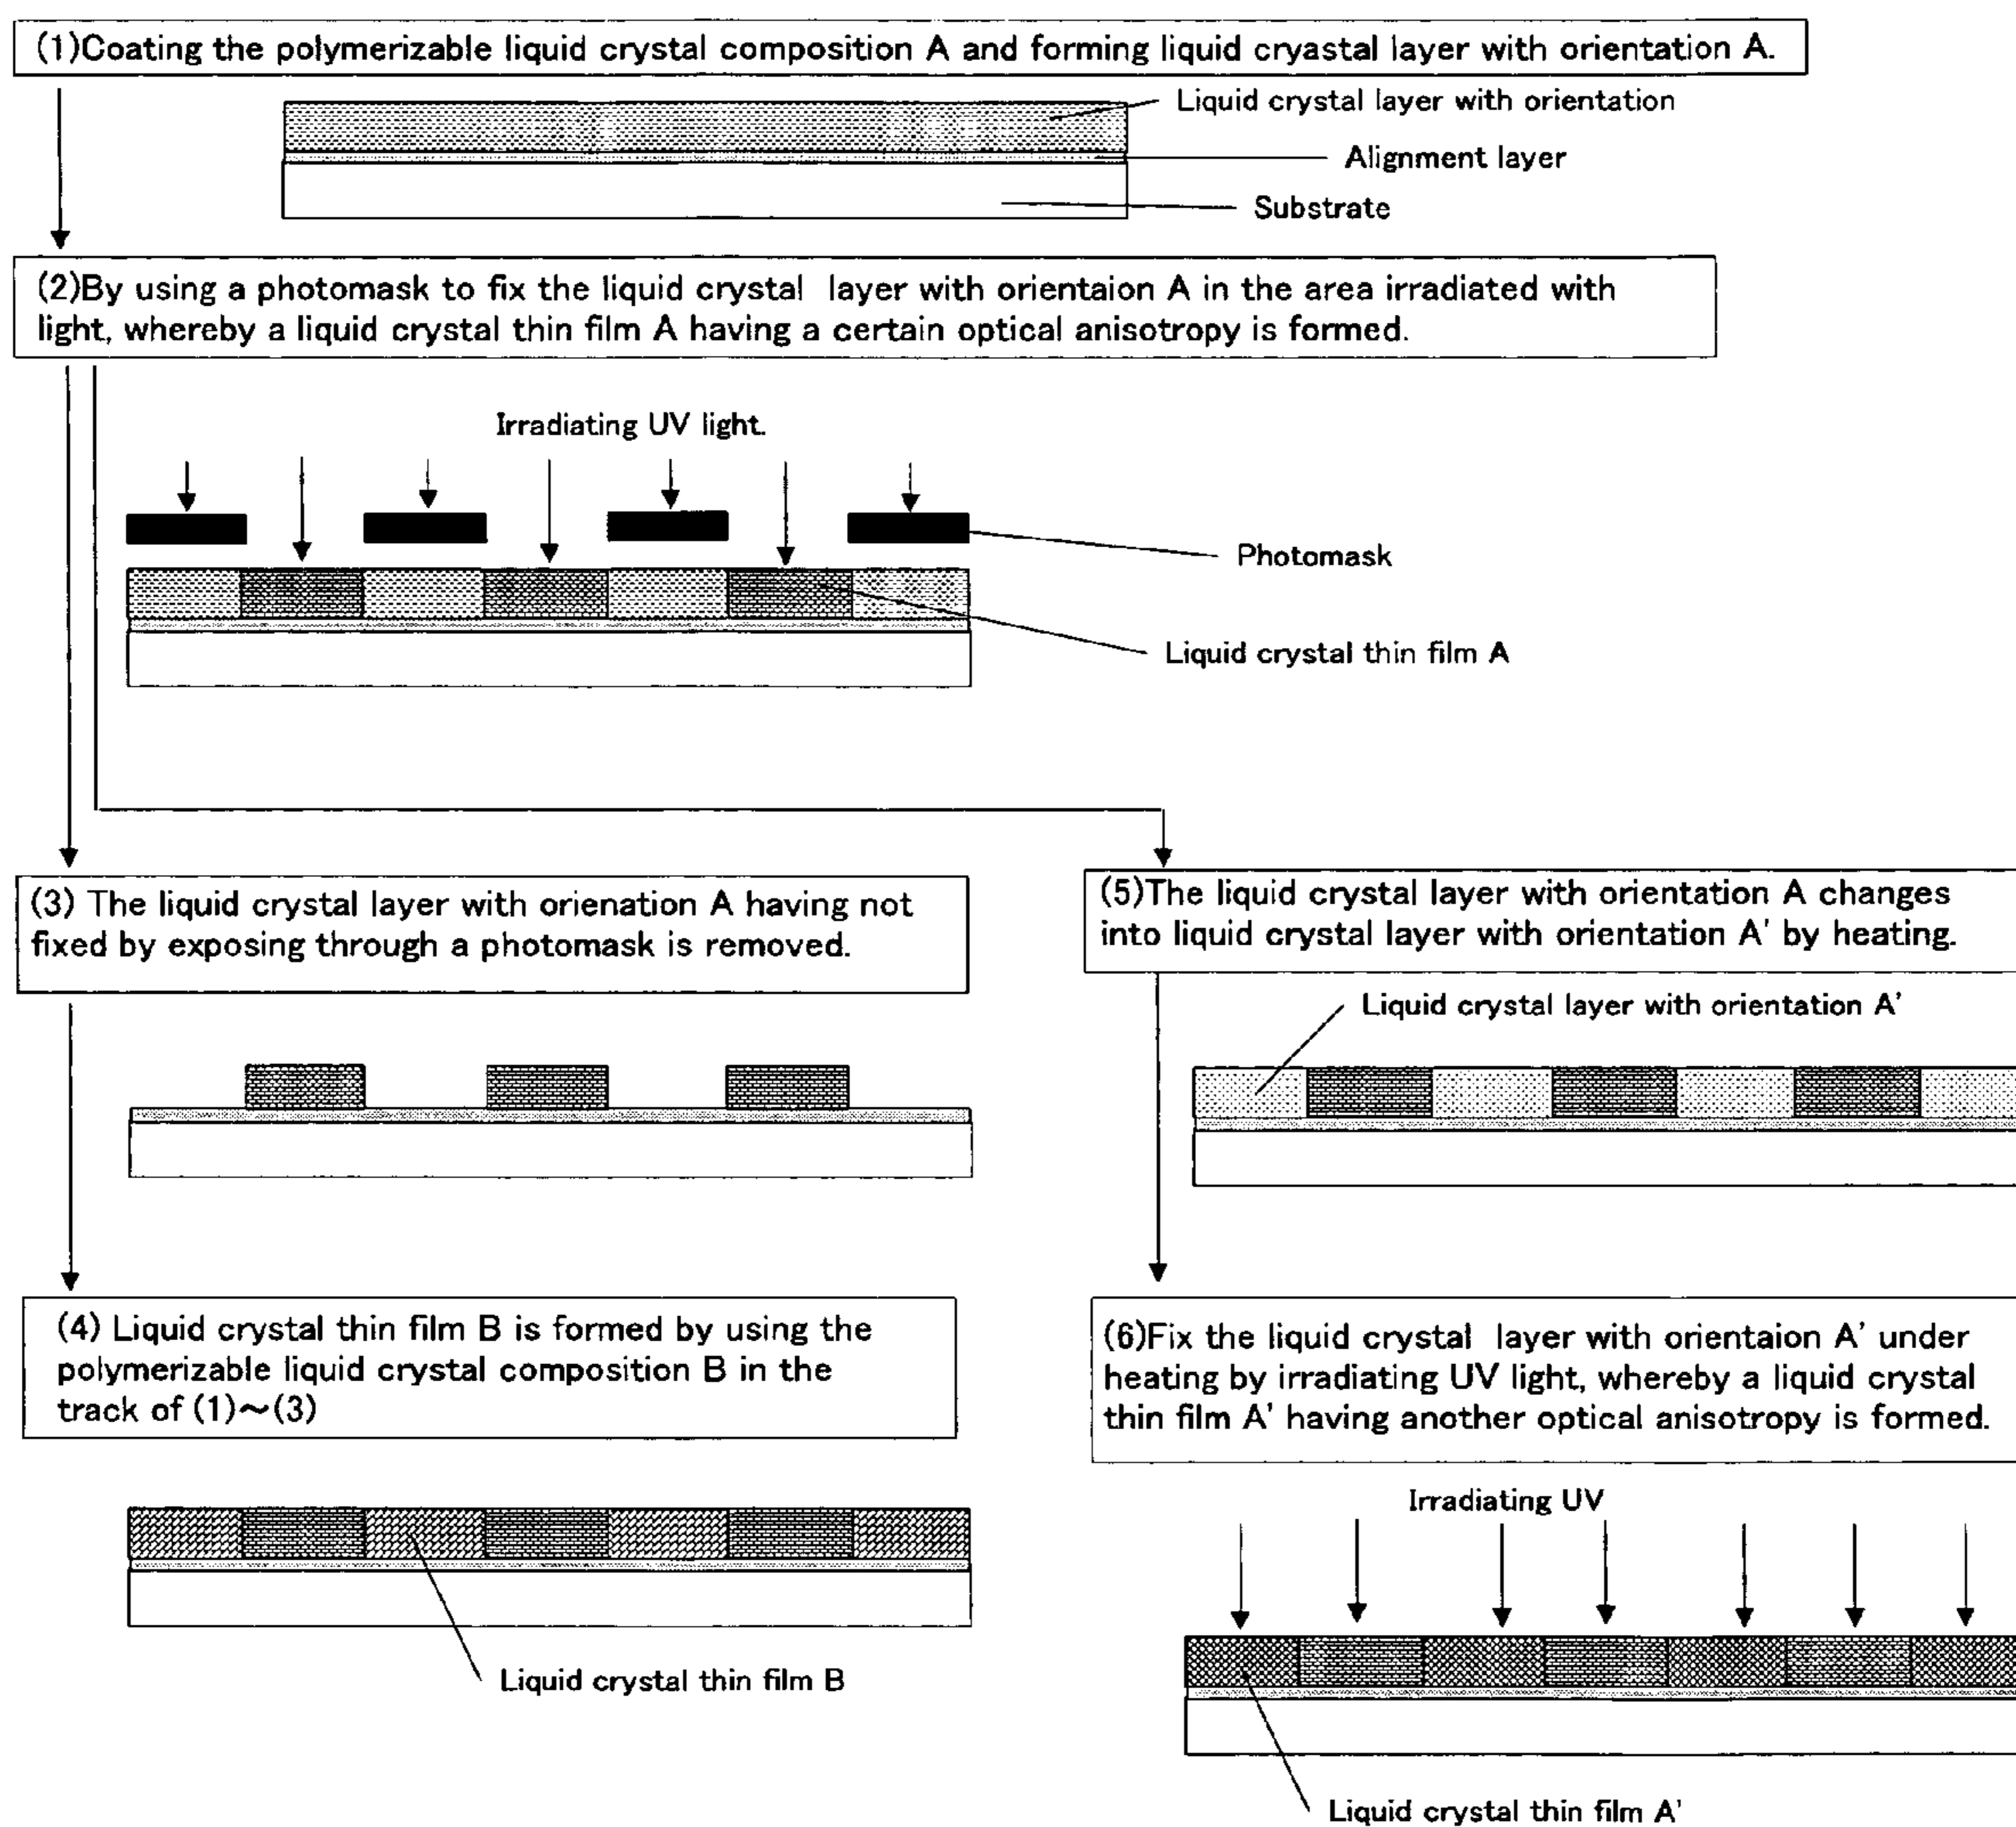 (1)Coating the polymerizable liquid crystal composition A and forming liquid cryastal layer with orientation A.
Liquid crystal layer with orientation
Alignment layer
Substrate
(2)By using a photomask to fix the liquid crystal layer with orientaion A in the area irradiated with
light, whereby a liquid crystal thin film A having a certain optical anisotropy is formed.
Irradiating UV light.
Photomask
Liquid crystal thin film A
(3) The liquid crystal layer with orienation A having not
fixed by exposing through a photomask is removed.
(4) Liquid crystal thin film B is formed by using the
polymerizable liquid crystal composition B in the
track of (1)~(3)
Liquid crystal thin film B
(5)The liquid crystal layer with orientation A changes
into liquid crystal layer with orientation A' by heating.
Liquid crystal layer with orientation A'
(6)Fix the liquid crystal layer with orientaion A' under
heating by irradiating UV light, whereby a liquid crystal
thin film A' having another optical anisotropy is formed.
Irradiating UV
Liquid crystal thin film A'